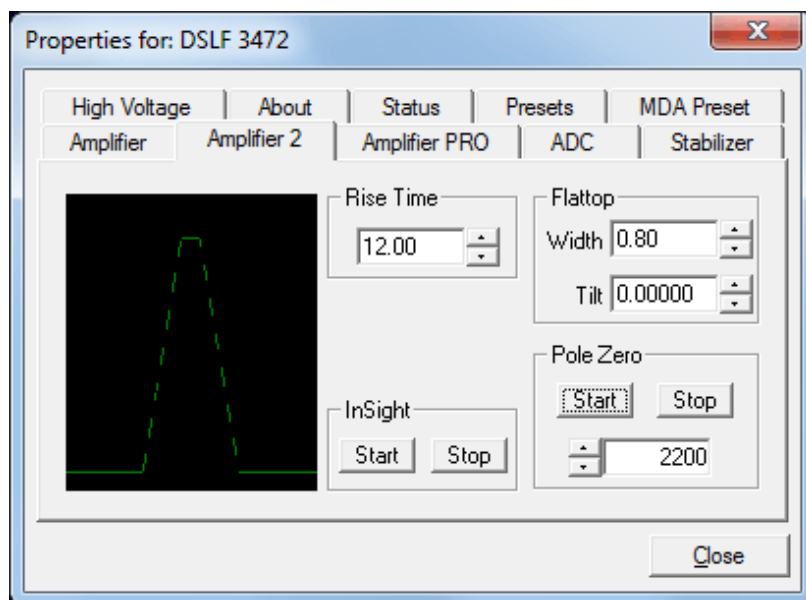 Properties for: DSLF 3472
High Voltage About Status Presets MDA Preset
Amplifier Amplifier 2 Amplifier PRO ADC Stabilizer
Rise Time
12.00
Flattop
Width 0.80
Tilt 0.00000
InSight
Start Stop
Pole Zero
Start Stop
2200
Close